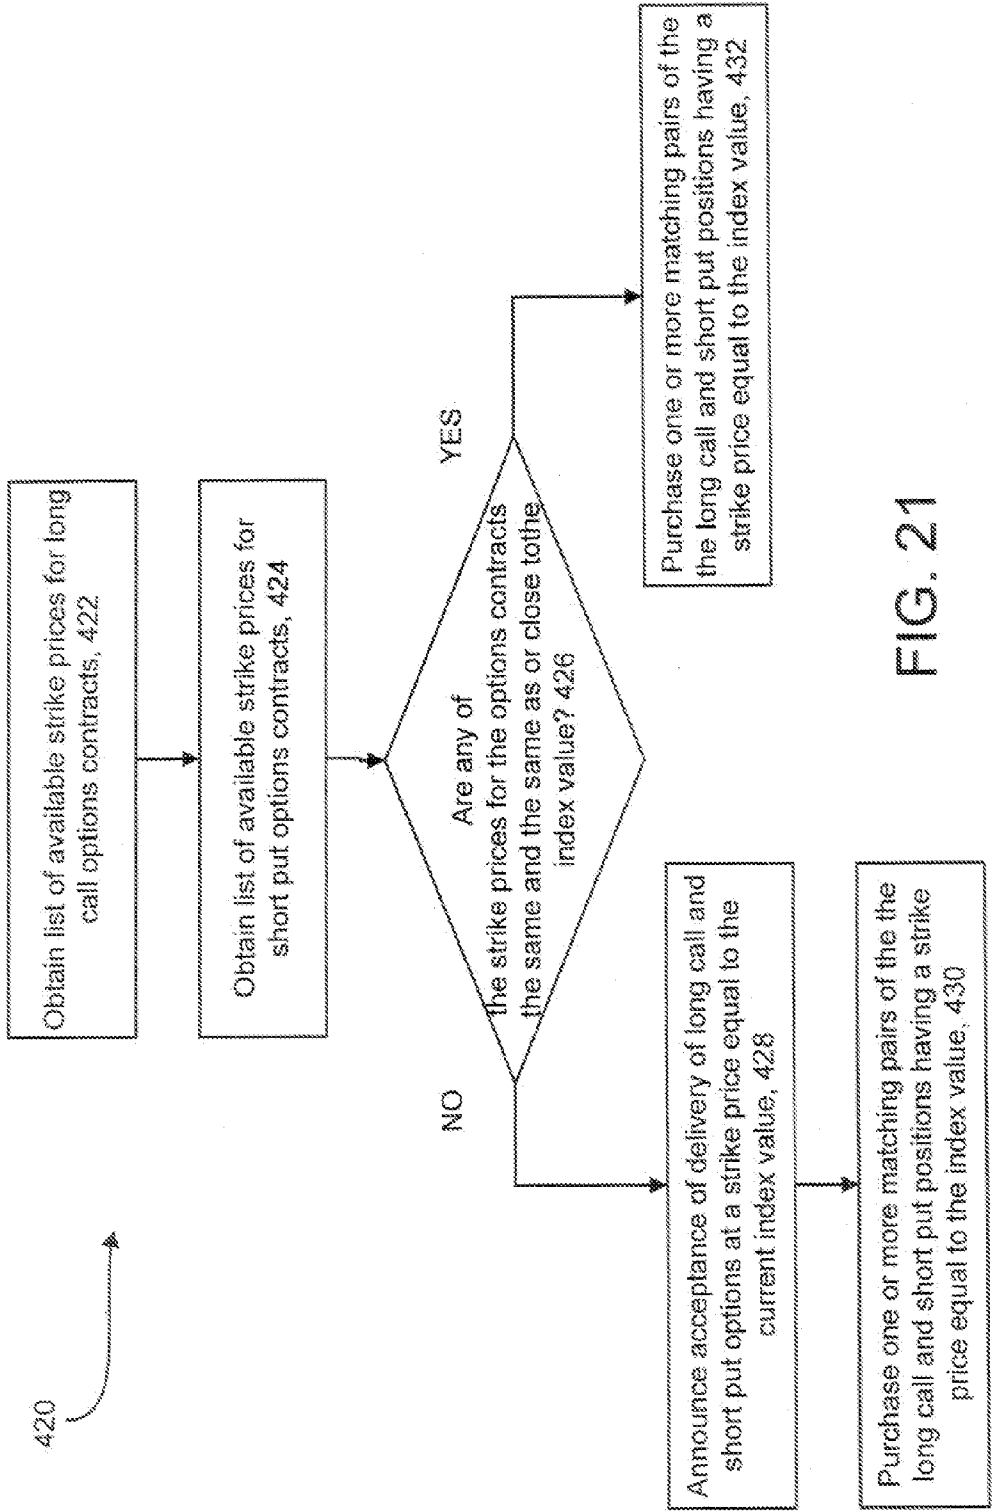 420
Obtain list of available strike prices for long
call options contracts, 422
Obtain list of available strike prices for
short put options contracts, 424
Are any of
the strike prices for the options contracts
the same and the same as or close tothe
index value? 426
NO
YES
Announce acceptance of delivery of long call and
short put options at a strike price equal to the
current index value, 428
Purchase one or more matching pairs of the
long call and short put positions having a strike
price equal to the index value, 430
Purchase one or more matching pairs of the
the long call and short put positions having a
strike price equal to the index value, 432
FIG. 21